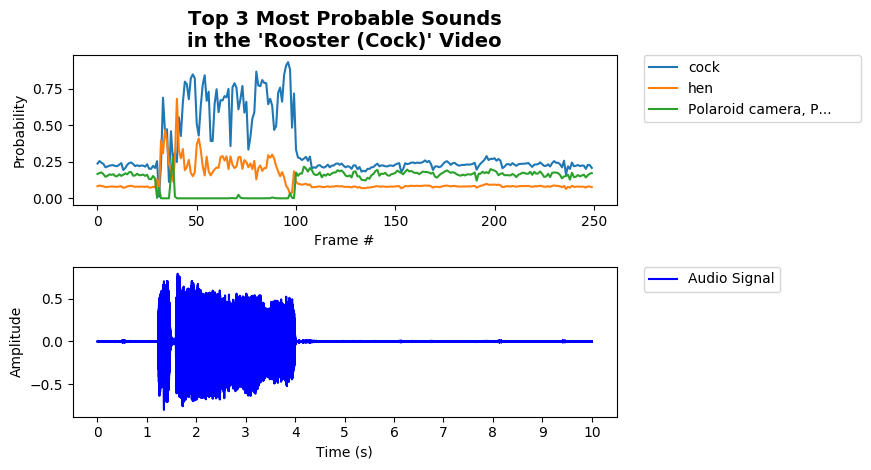 Top 3 Most Probable Sounds
in the 'Rooster (Cock)' Video
Probability
0.75
0.50
0.25
0.00
0 50 100 150 200 250
Frame #
cock
hen
Polaroid camera, P...
Amplitude
0.5
0.0
−0.5
0 1 2 3 4 5 6 7 8 9 10
Time (s)
Audio Signal